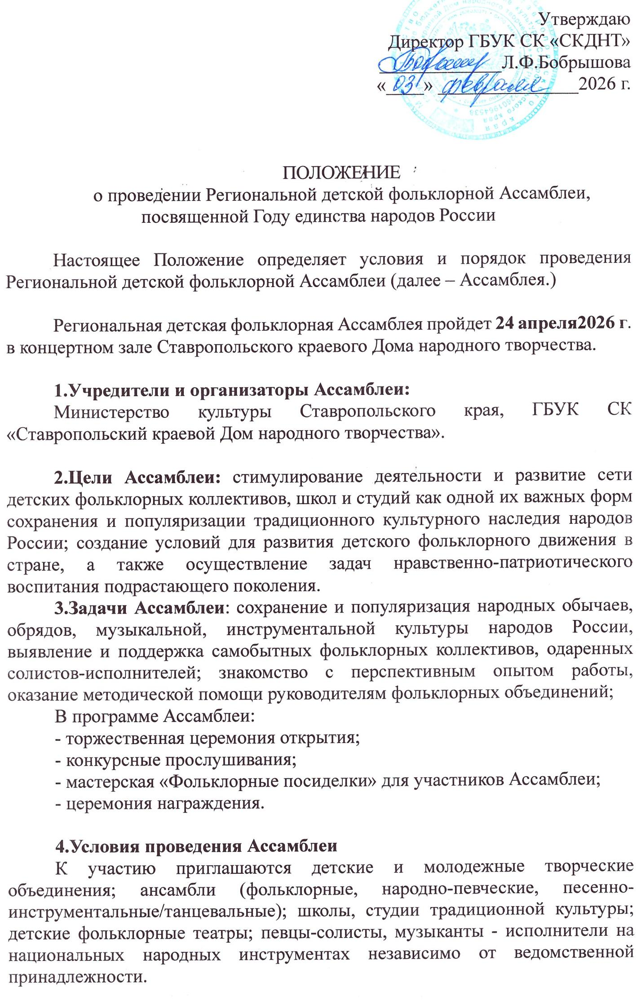 Утверждаю
Директор ГБУК СК «СКДНТ»
Л.Ф.Бобрышова
«03» февраля 2026 г.
ПОЛОЖЕНИЕ
о проведении Региональной детской фольклорной Ассамблеи,
посвященной Году единства народов России
Настоящее Положение определяет условия и порядок проведения
Региональной детской фольклорной Ассамблеи (далее – Ассамблея.)
Региональная детская фольклорная Ассамблея пройдет 24 апреля2026 г.
в концертном зале Ставропольского краевого Дома народного творчества.
1.Учредители и организаторы Ассамблеи:
Министерство культуры Ставропольского края, ГБУК СК
«Ставропольский краевой Дом народного творчества».
2.Цели Ассамблеи: стимулирование деятельности и развитие сети
детских фольклорных коллективов, школ и студий как одной их важных форм
сохранения и популяризации традиционного культурного наследия народов
России; создание условий для развития детского фольклорного движения в
стране, а также осуществление задач нравственно-патриотического
воспитания подрастающего поколения.
3.Задачи Ассамблеи: сохранение и популяризация народных обычаев,
обрядов, музыкальной, инструментальной культуры народов России,
выявление и поддержка самобытных фольклорных коллективов, одаренных
солистов-исполнителей; знакомство с перспективным опытом работы,
оказание методической помощи руководителям фольклорных объединений;
В программе Ассамблеи:
- торжественная церемония открытия;
- конкурсные прослушивания;
- мастерская «Фольклорные посиделки» для участников Ассамблеи;
- церемония награждения.
4.Условия проведения Ассамблеи
К участию приглашаются детские и молодежные творческие
объединения; ансамбли (фольклорные, народно-певческие, песенно-
инструментальные/танцевальные); школы, студии традиционной культуры;
детские фольклорные театры; певцы-солисты, музыканты - исполнители на
национальных народных инструментах независимо от ведомственной
принадлежности.